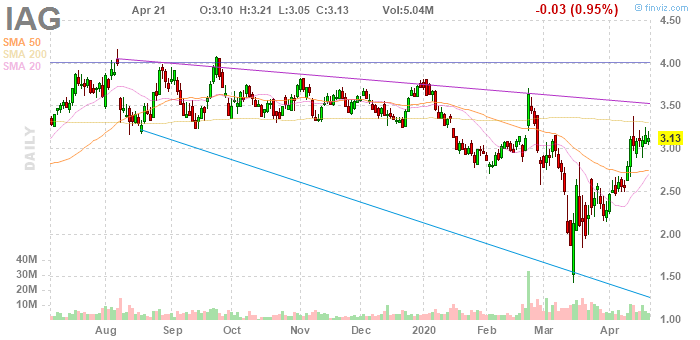 IAG
Apr 21 O:3.10 H:3.21 L:3.05 C:3.13 Vol:5.04M -0.03 (0.95%)
© finviz.com
SMA 50
SMA 200
SMA 20
DAILY
4.50
4.00
3.50
3.13
3.00
2.50
2.00
1.50
1.00
40M
30M
20M
10M
Aug Sep Oct Nov Dec 2020 Feb Mar Apr